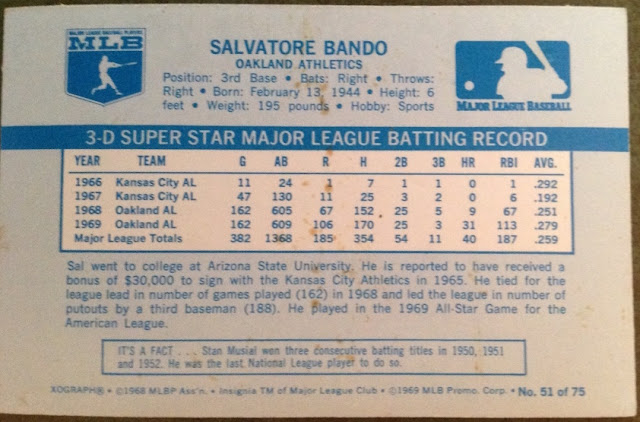 MAJOR LEAGUE BASEBALL PLAYERS
MLB
SALVATORE BANDO
OAKLAND ATHLETICS
Position: 3rd Base • Bats: Right • Throws:
Right • Born: February 13, 1944 • Height: 6
feet • Weight: 195 pounds • Hobby: Sports
MAJOR LEAGUE BASEBALL
3-D SUPER STAR MAJOR LEAGUE BATTING RECORD
YEAR TEAM G AB R H 2B 3B HR RBI AVG.
1966 Kansas City AL 11 24 1 7 1 1 0 1 .292
1967 Kansas City AL 47 130 11 25 3 2 0 6 .192
1968 Oakland AL 162 605 67 152 25 5 9 67 .251
1969 Oakland AL 162 609 106 170 25 3 31 113 .279
Major League Totals 382 1368 185 354 54 11 40 187 .259
Sal went to college at Arizona State University. He is reported to have received a
bonus of $30,000 to sign with the Kansas City Athletics in 1965. He tied for the
league lead in number of games played (162) in 1968 and led the league in number of
putouts by a third baseman (188). He played in the 1969 All-Star Game for the
American League.
IT'S A FACT . . . Stan Musial won three consecutive batting titles in 1950, 1951
and 1952. He was the last National League player to do so.
XOGRAPH® • ©1968 MLBP Ass'n. • Insignia TM of Major League Club • ©1969 MLB Promo. Corp. • No. 51 of 75